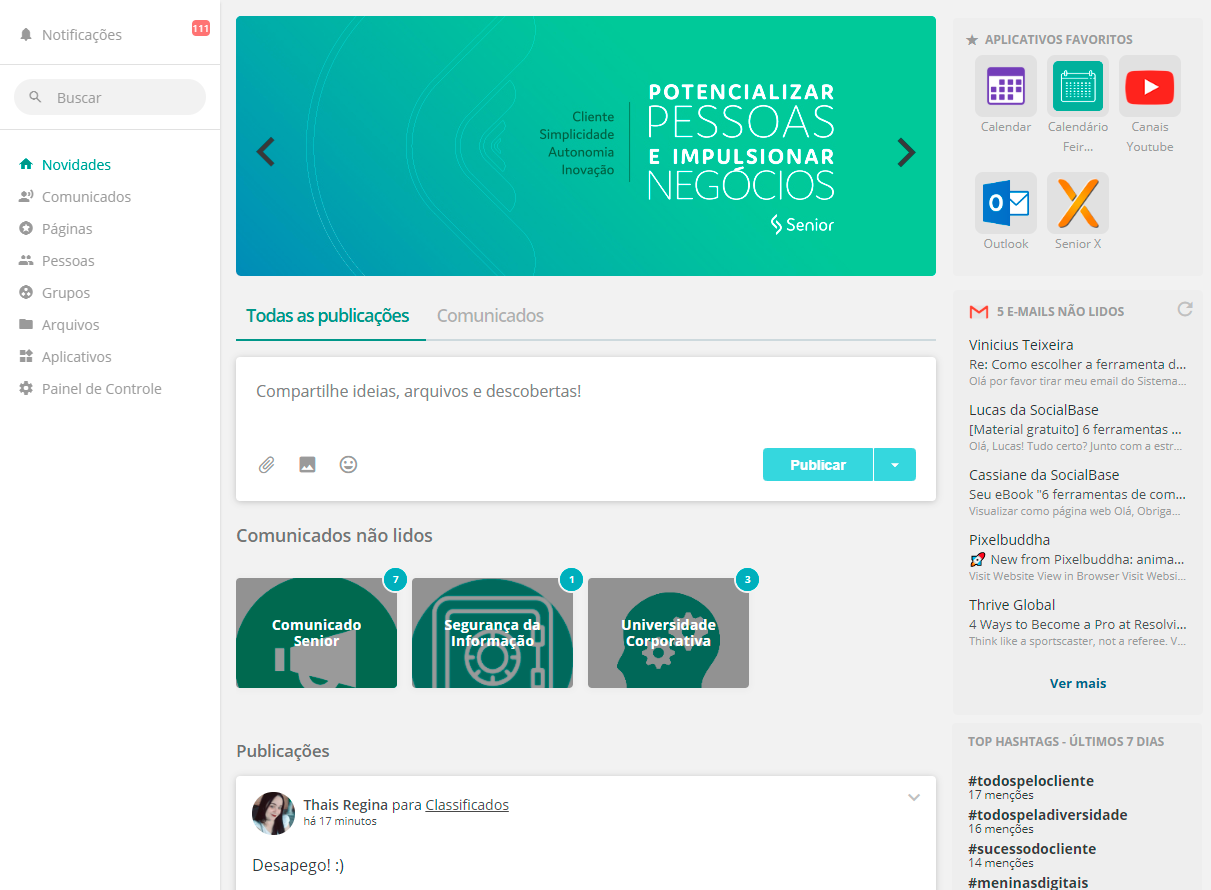 Notificações
111
Buscar
Novidades
Comunicados
Páginas
Pessoas
Grupos
Arquivos
Aplicativos
Painel de Controle
Cliente
Simplicidade
Autonomia
Inovação
POTENCIALIZAR
PESSOAS
E IMPULSIONAR
NEGÓCIOS
Senior
Todas as publicações
Comunicados
Compartilhe ideias, arquivos e descobertas!
Publicar
Comunicados não lidos
7
Comunicado
Senior
1
Segurança da
Informação
3
Universidade
Corporativa
Publicações
Thais Regina para Classificados
há 17 minutos
Desapego! :)
APLICATIVOS FAVORITOS
Calendar
Calendário
Feir...
Canais
Youtube
Outlook
Senior X
5 E-MAILS NÃO LIDOS
Vinicius Teixeira
Re: Como escolher a ferramenta d...
Olá por favor tirar meu email do Sistema...
Lucas da SocialBase
[Material gratuito] 6 ferramentas ...
Olá, Lucas! Tudo certo? Junto com a estr...
Cassiane da SocialBase
Seu eBook "6 ferramentas de com...
Visualizar como página web Olá, Obriga...
Pixelbuddha
🚀 New from Pixelbuddha: anima...
Visit Website View in Browser Visit Websi...
Thrive Global
4 Ways to Become a Pro at Resolvi...
Think like a sportscaster, not a referee. V...
Ver mais
TOP HASHTAGS - ÚLTIMOS 7 DIAS
#todospelocliente
17 menções
#todospeladiversidade
16 menções
#sucessodocliente
14 menções
#meninasdigitais